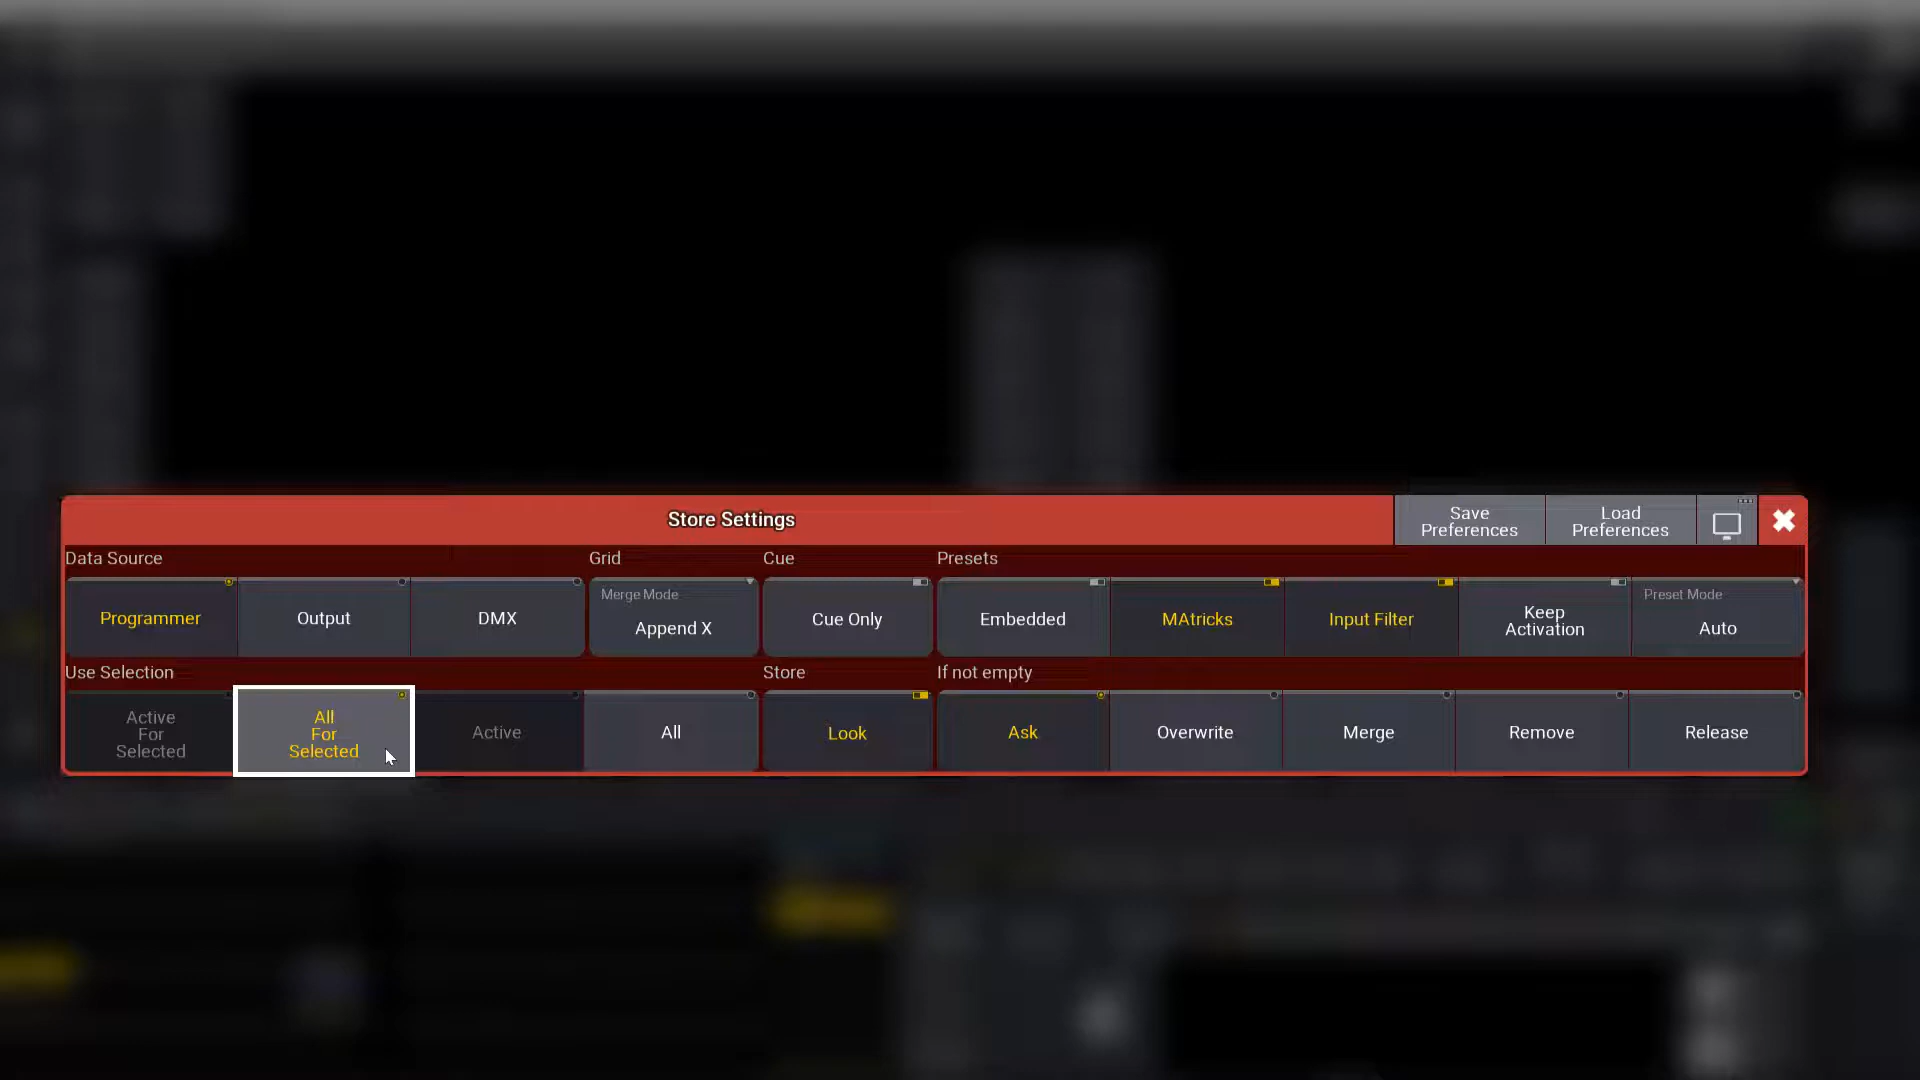 Store Settings
Save
Preferences
Load
Preferences
Data Source
Grid
Cue
Presets
Programmer
Output
DMX
Merge Mode
Append X
Cue Only
Embedded
MAtricks
Input Filter
Keep
Activation
Preset Mode
Auto
Use Selection
Store
If not empty
Active
For
Selected
All
For
Selected
Active
All
Look
Ask
Overwrite
Merge
Remove
Release